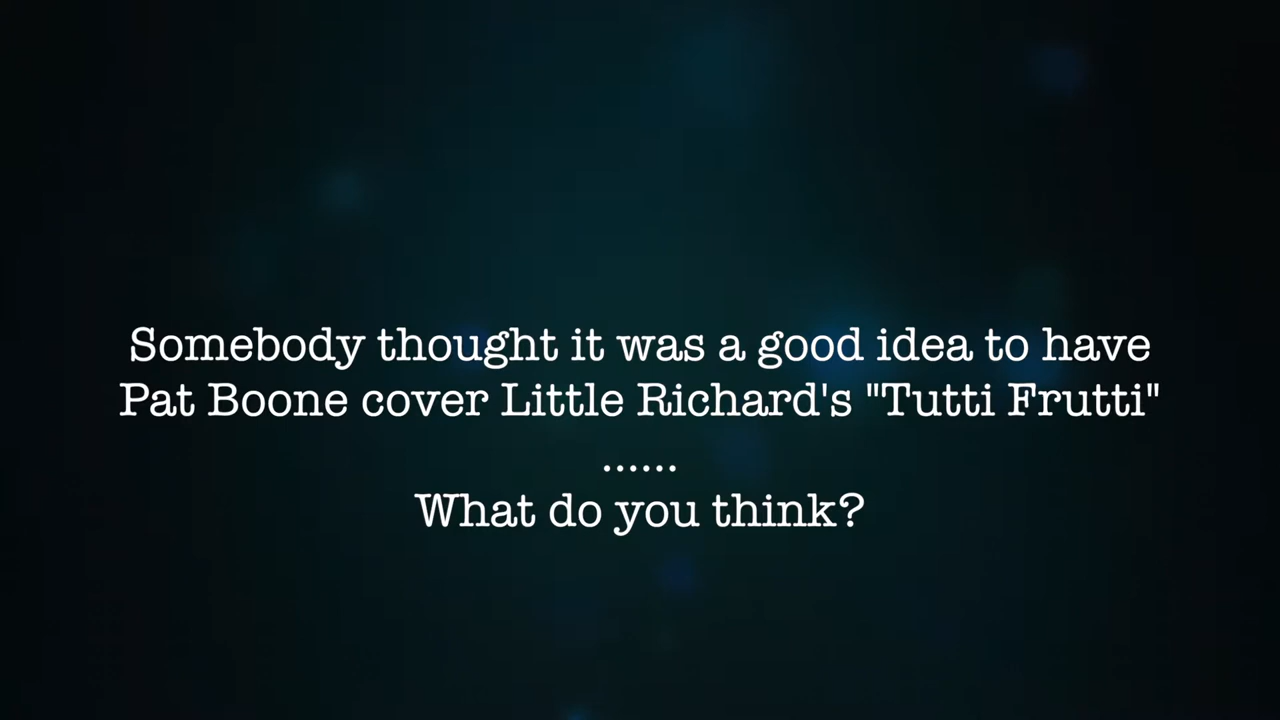 Somebody thought it was a good idea to have
Pat Boone cover Little Richard's "Tutti Frutti"
......
What do you think?